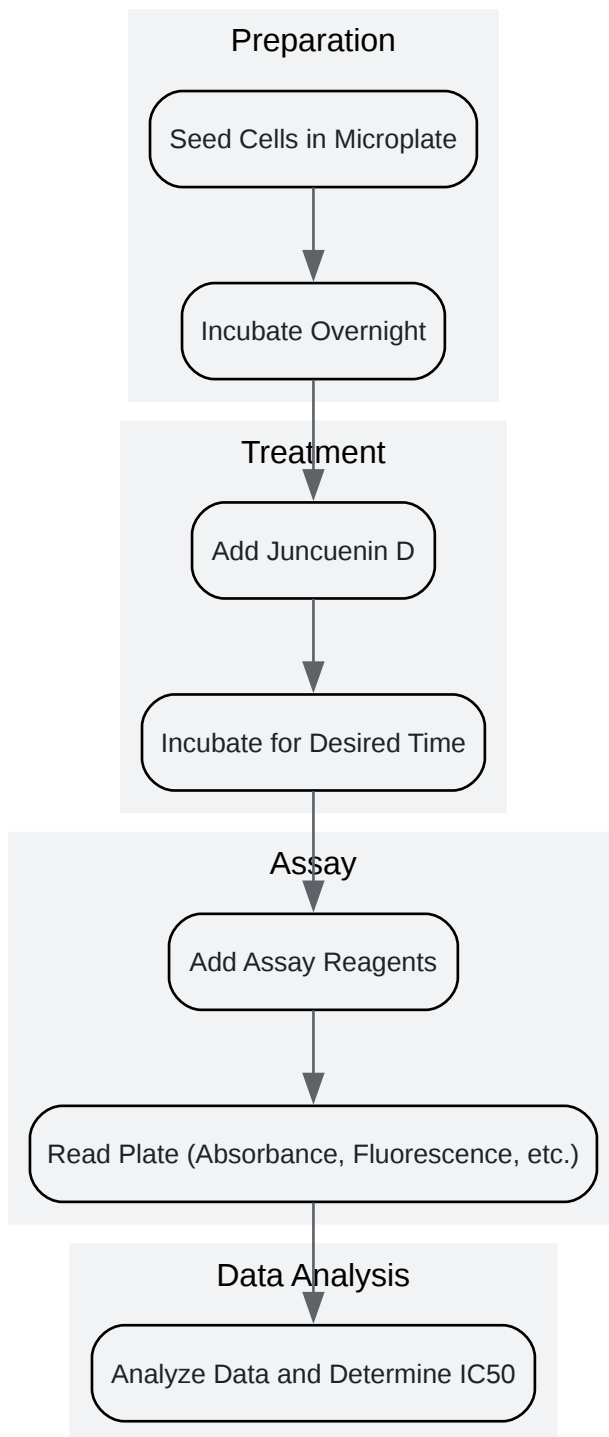 Preparation
Seed Cells in Microplate
Incubate Overnight
Treatment
Add Juncuenin D
Incubate for Desired Time
Assay
Add Assay Reagents
Read Plate (Absorbance, Fluorescence, etc.)
Data Analysis
Analyze Data and Determine IC50